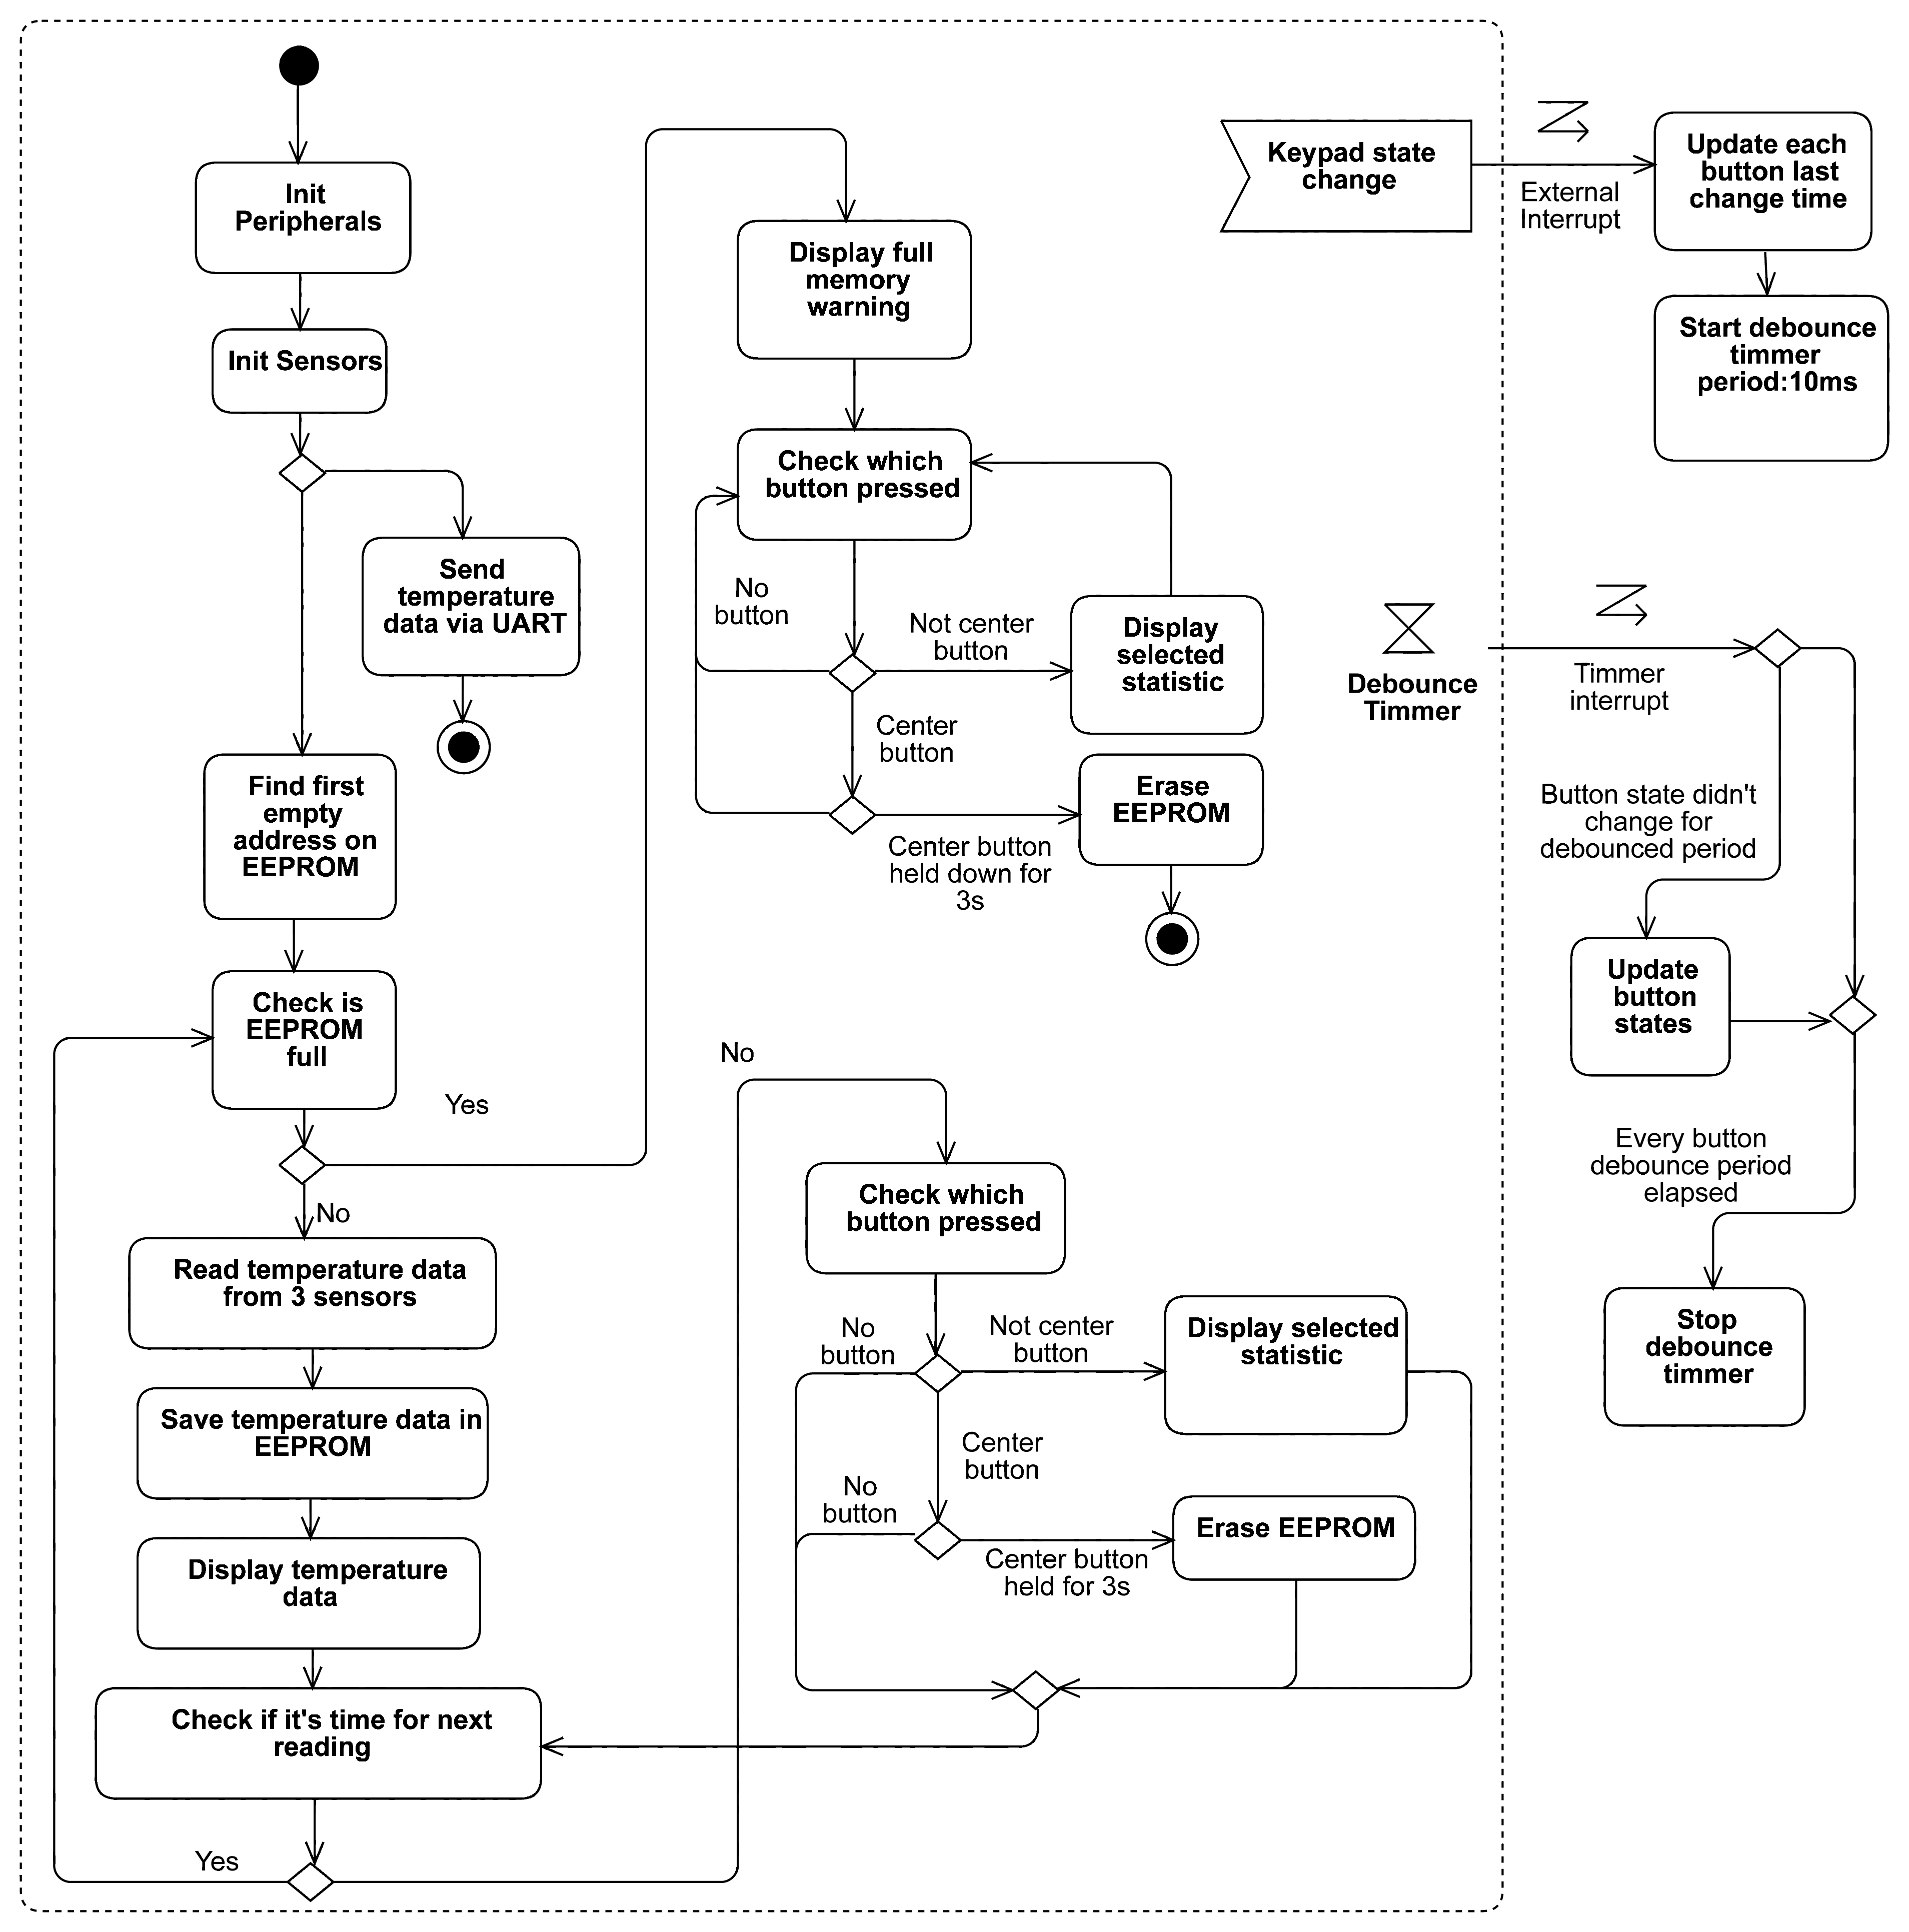 Init
Peripherals
Init Sensors
Send
temperature
data via UART
Find first
empty
address on
EEPROM
Check is
EEPROM
full
Yes
No
Read temperature data
from 3 sensors
Save temperature data in
EEPROM
Display temperature
data
Check if it's time for next
reading
Yes
No
Display full
memory
warning
Check which
button pressed
No
button
Not center
button
Display
selected
statistic
Center
button
Erase
EEPROM
Center button
held down for
3s
Check which
button pressed
No
button
Not center
button
Display selected
statistic
Center
button
No
button
Erase EEPROM
Center button
held for 3s
Keypad state
change
External
Interrupt
Update each
button last
change time
Start debounce
timmer
period:10ms
Debounce
Timmer
Timmer
interrupt
Button state didn't
change for
debounced period
Update
button
states
Every button
debounce period
elapsed
Stop
debounce
timmer